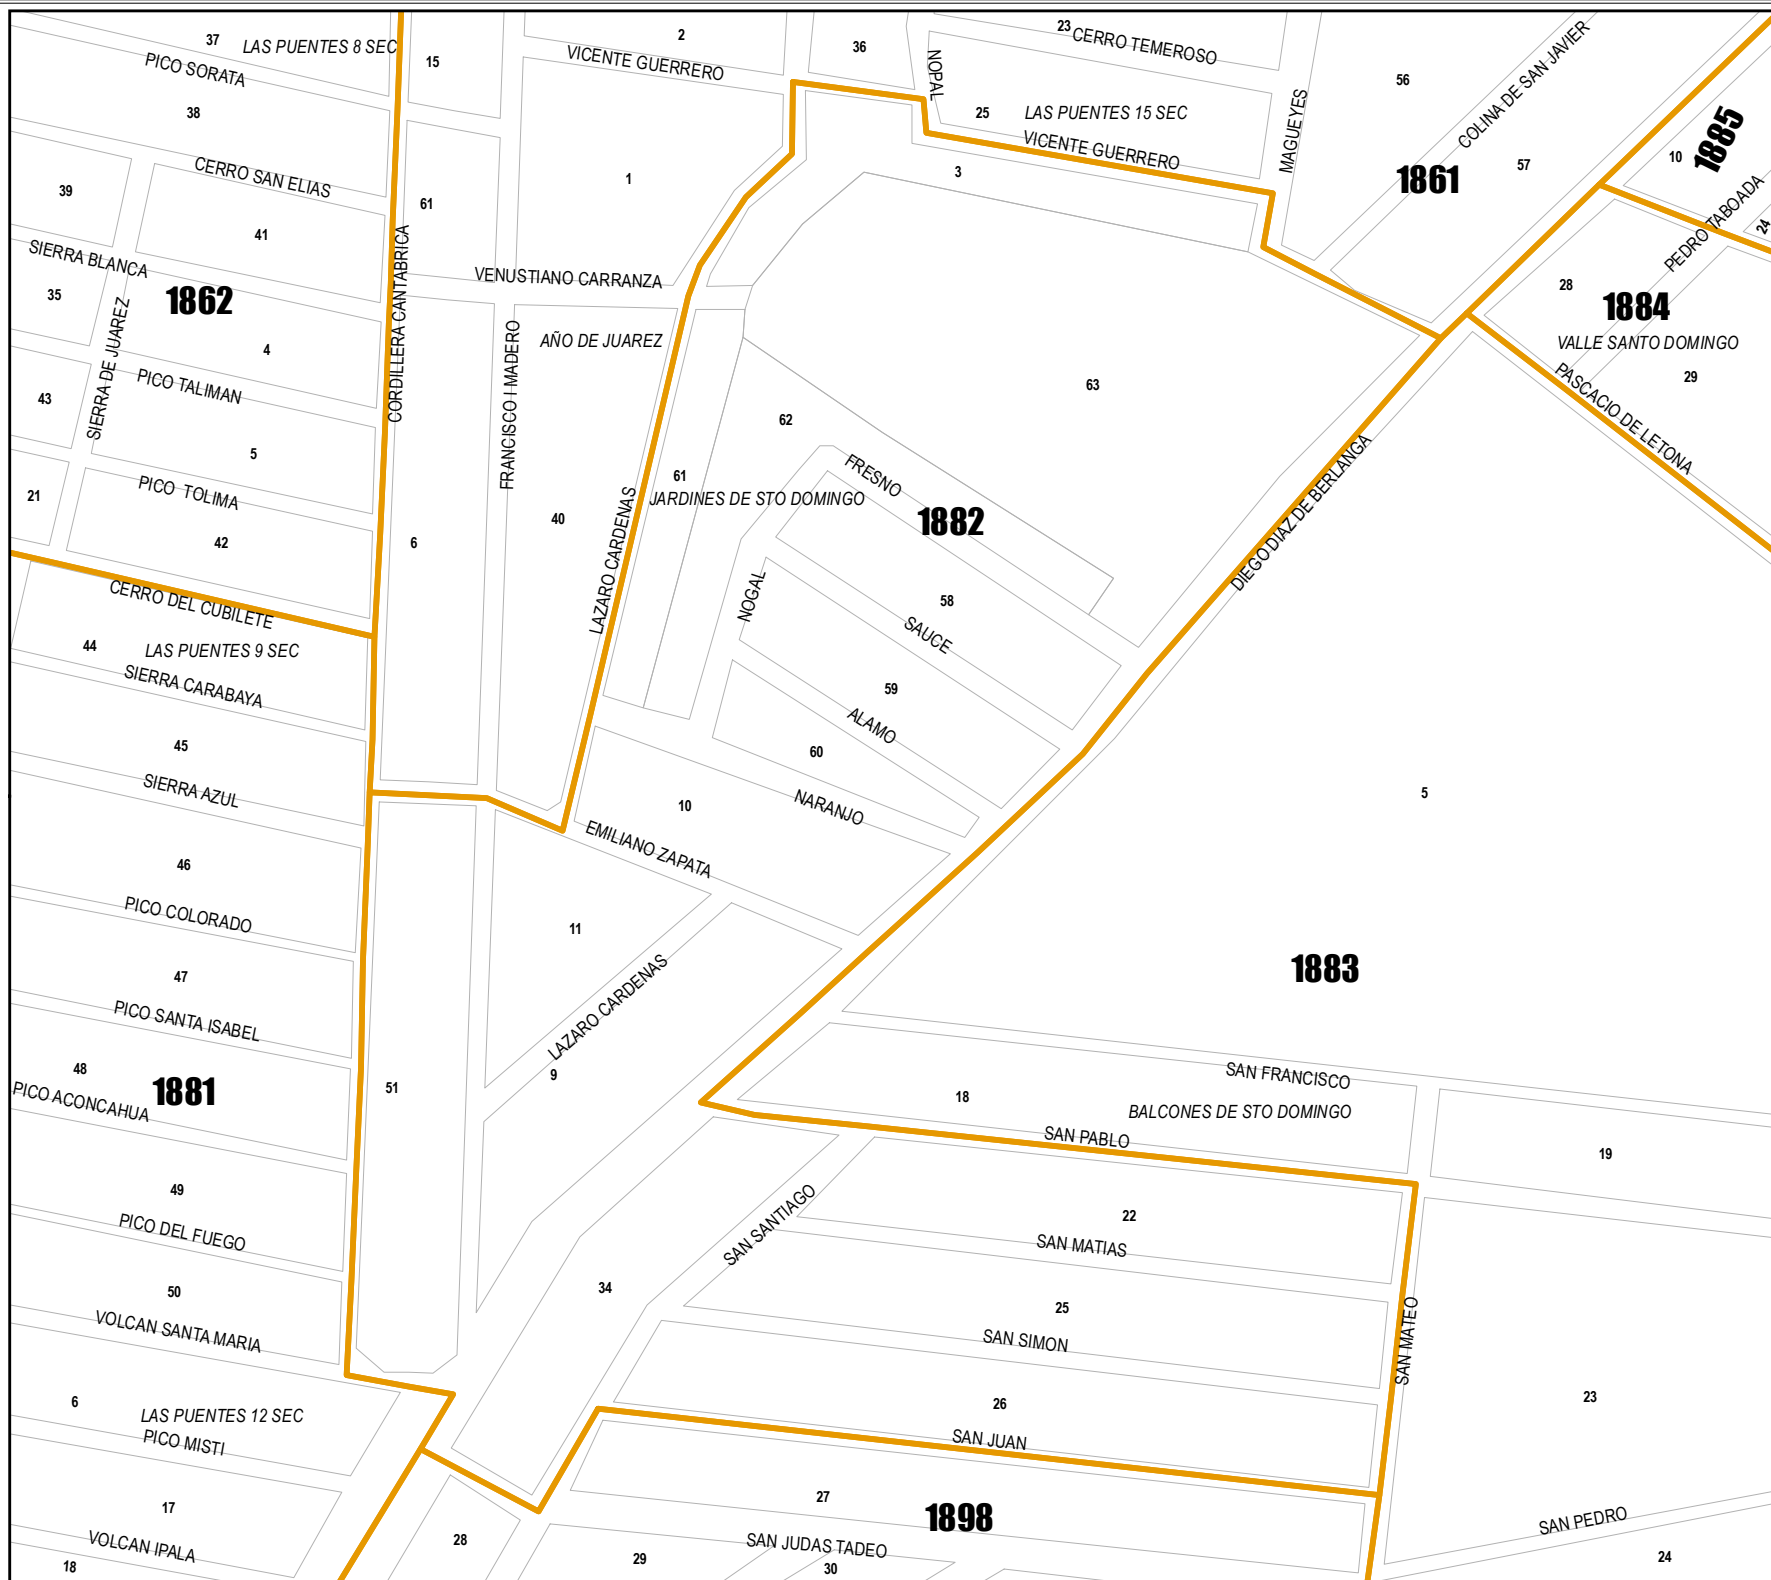 37
LAS PUENTES 8 SEC
PICO SORATA
15
2
VICENTE GUERRERO
36
NOPAL
23
CERRO TEMEROSO
25
LAS PUENTES 15 SEC
VICENTE GUERRERO
MAGUEYES
56
COLINA DE SAN JAVIER
57
1861
10
1885
PEDRO TABOADA
24
38
CERRO SAN ELIAS
39
41
61
1
3
SIERRA BLANCA
35
1862
CORDILLERA CANTABRICA
VENUSTIANO CARRANZA
AÑO DE JUAREZ
FRANCISCO I MADERO
28
1884
VALLE SANTO DOMINGO
29
PASCACIO DE LETONA
SIERRA DE JUAREZ
4
PICO TALIMAN
43
5
63
62
21
PICO TOLIMA
42
6
40
LAZARO CARDENAS
61
JARDINES DE STO DOMINGO
FRESNO
1882
DIEGO DIAZ DE BERLANGA
NOGAL
58
SAUCE
CERRO DEL CUBILETE
44
LAS PUENTES 9 SEC
SIERRA CARABAYA
59
ALAMO
60
45
SIERRA AZUL
10
NARANJO
EMILIANO ZAPATA
5
46
PICO COLORADO
11
LAZARO CARDENAS
1883
47
PICO SANTA ISABEL
48
1881
PICO ACONCAHUA
51
9
18
SAN FRANCISCO
BALCONES DE STO DOMINGO
SAN PABLO
19
49
PICO DEL FUEGO
SAN SANTIAGO
22
SAN MATIAS
50
VOLCAN SANTA MARIA
34
25
SAN SIMON
SAN MATEO
6
LAS PUENTES 12 SEC
PICO MISTI
26
SAN JUAN
23
17
VOLCAN IPALA
18
27
1898
28
29
SAN JUDAS TADEO
30
SAN PEDRO
24